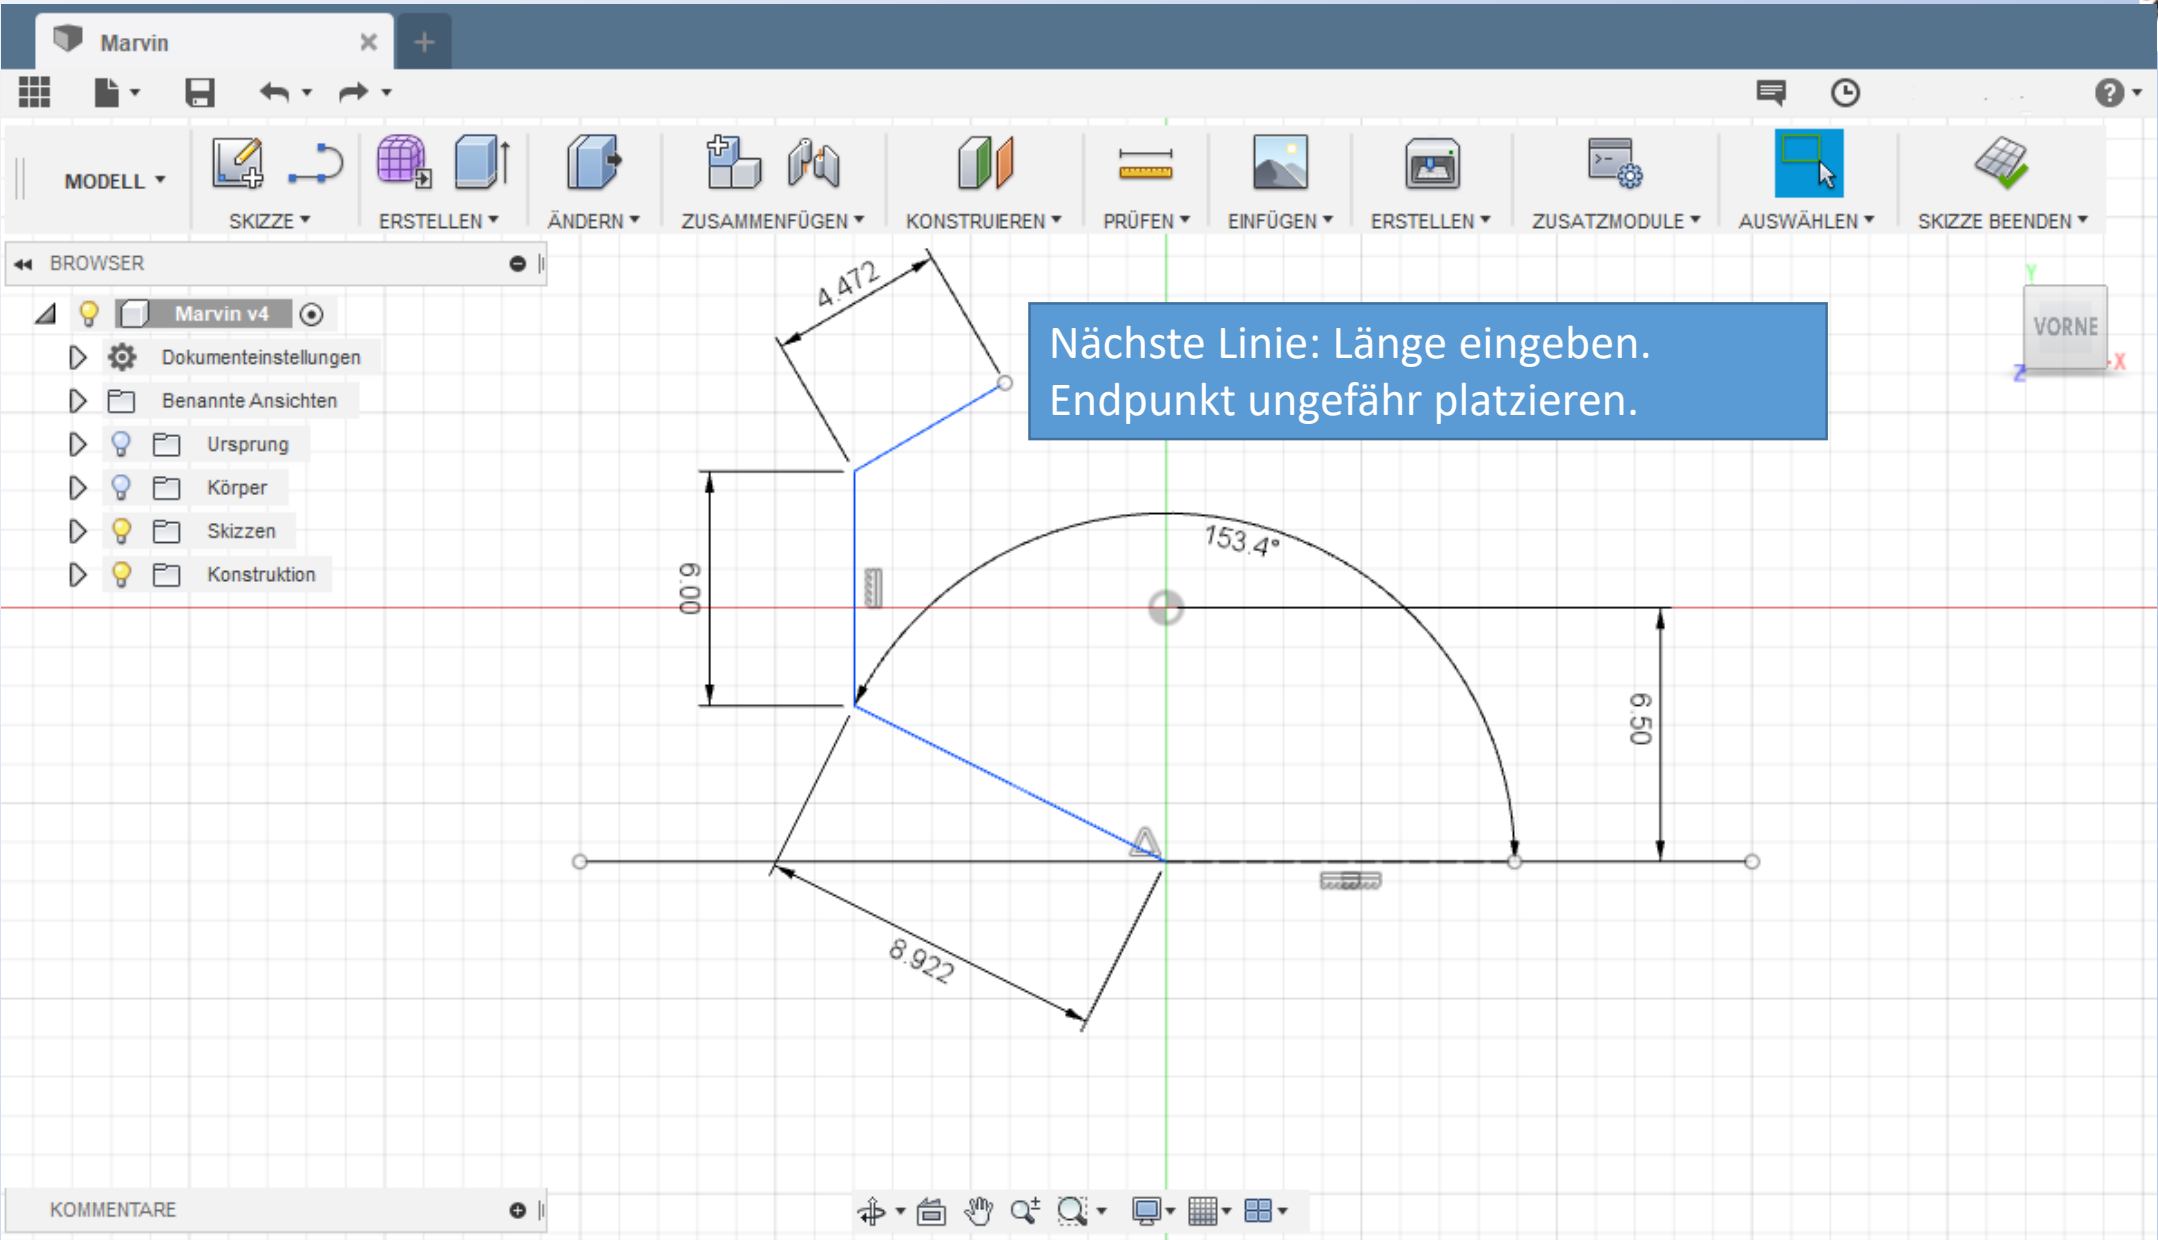 Marvin
MODELL
SKIZZE
ERSTELLEN
ÄNDERN
ZUSAMMENFÜGEN
KONSTRUIEREN
PRÜFEN
EINFÜGEN
ERSTELLEN
ZUSATZMODULE
AUSWÄHLEN
SKIZZE BEENDEN
BROWSER
Marvin v4
Dokumenteinstellungen
Benannte Ansichten
Ursprung
Körper
Skizzen
Konstruktion
4.472
Nächste Linie: Länge eingeben.
Endpunkt ungefähr platzieren.
Y
VORNE
X
Z
153.4°
6.00
6.50
8.922
KOMMENTARE